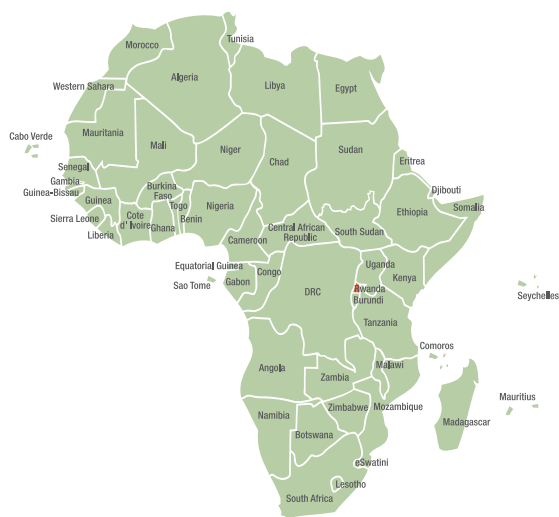 Morocco
Tunisia
Algeria
Libya
Egypt
Western Sahara
Mauritania
Mali
Niger
Chad
Sudan
Eritrea
Cabo Verde
Senegal
Gambia
Guinea-Bissau
Guinea
Sierra Leone
Liberia
Cote
d' Ivoire
Burkina
Faso
Ghana
Togo
Benin
Nigeria
Cameroon
Central African
Republic
South Sudan
Ethiopia
Djibouti
Somalia
Equatorial Guinea
Sao Tome
Gabon
Congo
DRC
Uganda
Kenya
Rwanda
Burundi
Tanzania
Seychelles
Comoros
Angola
Zambia
Malawi
Mozambique
Zimbabwe
Namibia
Botswana
Madagascar
Mauritius
eSwatini
Lesotho
South Africa